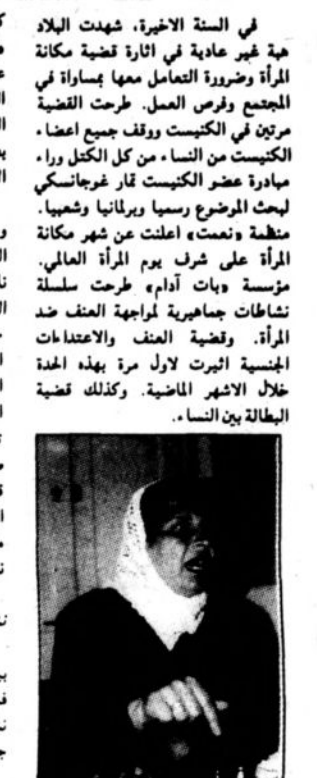 في السنة الاخيرة، شهدت البلاد
هبة غير عادية في اثارة قضية مكانة
المرأة وضرورة التعامل معها بمساواة في
المجتمع وفرص العمل. طرحت القضية
مرتين في الكنيست ووقف جميع اعضاء
الكنيست من النساء من كل الكتل وراء
مبادرة عضو الكنيست تمار غوجانسكي
لبحث الموضوع رسميا وبرلمانيا وشعبيا.
منظمة «نعمت» اعلنت عن شهر مكانة
المرأة على شرف يوم المرأة العالمي.
مؤسسة «بات آدام» طرحت سلسلة
نشاطات جماهيرية لمواجهة العنف ضد
المرأة. وقضية العنف والاعتداءات
الجنسية اثيرت لاول مرة بهذه الحدة
خلال الاشهر الماضية. وكذلك قضية
البطالة بين النساء.